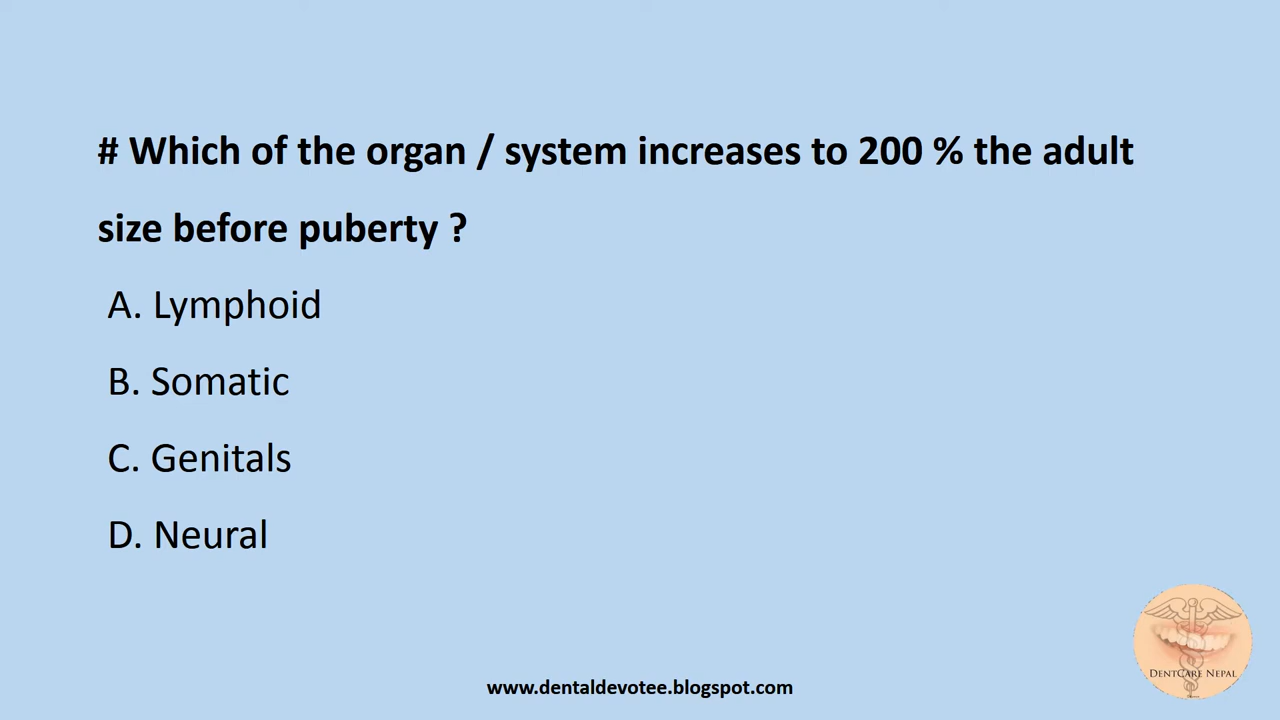 # Which of the organ / system increases to 200 % the adult
size before puberty ?
A. Lymphoid
B. Somatic
C. Genitals
D. Neural
DENTCARE NEPAL
www.dentaldevotee.blogspot.com